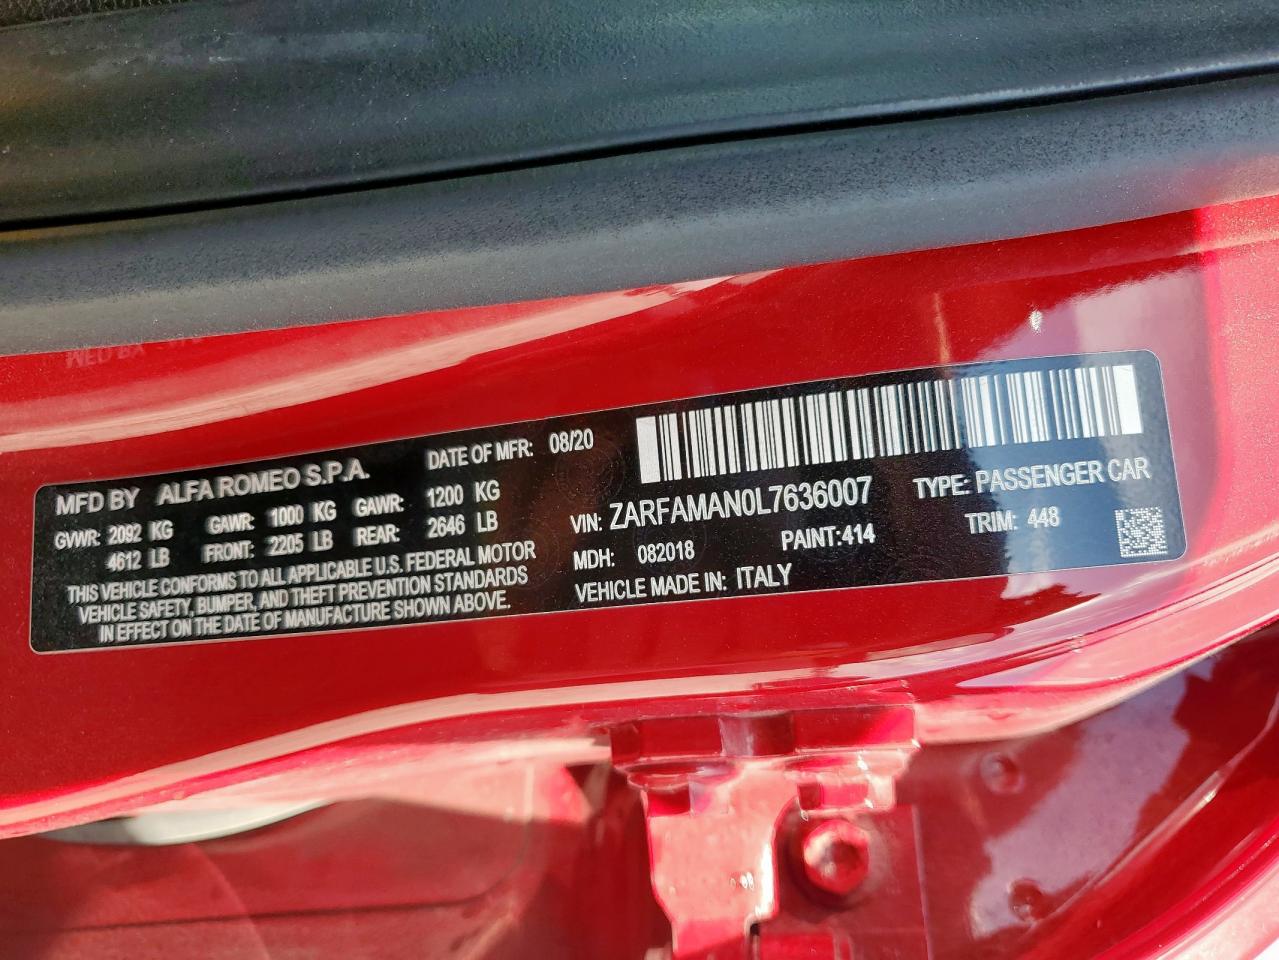 MFD BY ALFA ROMEO S.P.A. DATE OF MFR: 08/20
GVWR: 2092 KG GAWR: 1000 KG GAWR: 1200 KG
4612 LB FRONT: 2205 LB REAR: 2646 LB
THIS VEHICLE CONFORMS TO ALL APPLICABLE U.S. FEDERAL MOTOR
VEHICLE SAFETY, BUMPER, AND THEFT PREVENTION STANDARDS
IN EFFECT ON THE DATE OF MANUFACTURE SHOWN ABOVE.
VIN: ZARFAMAN0L7636007 TYPE: PASSENGER CAR
MDH: 082018 PAINT:414 TRIM: 448
VEHICLE MADE IN: ITALY